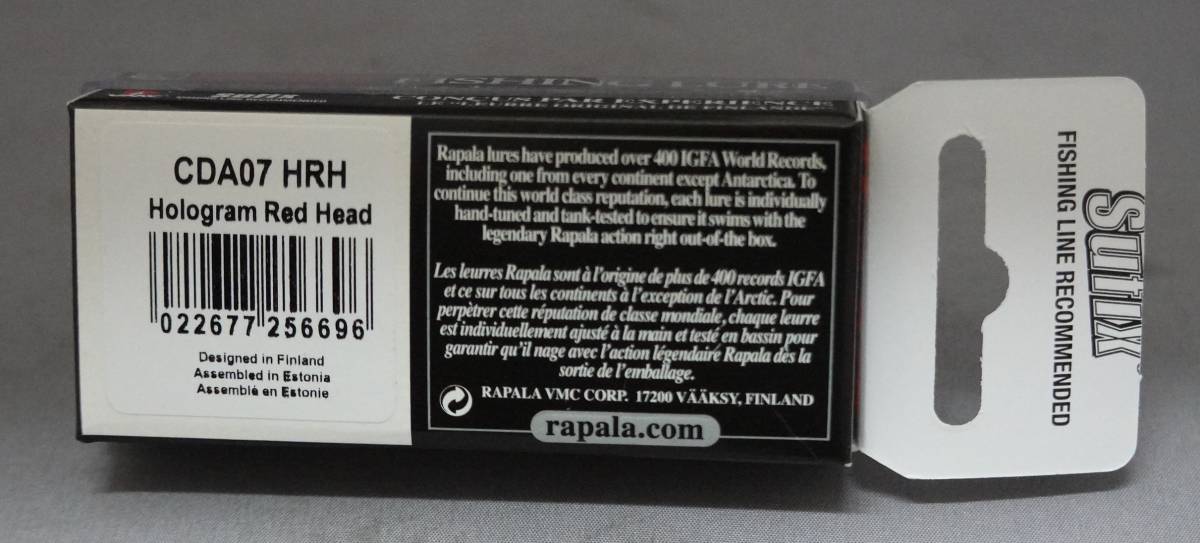 Sufix
CONÇUS PAR EXPÉRIENCE
CDA07 HRH
Hologram Red Head
022677 256696
Designed in Finland
Assembled in Estonia
Assemblé en Estonie
Rapala lures have produced over 400 IGFA World Records,
including one from every continent except Antarctica. To
continue this world class reputation, each lure is individually
hand-tuned and tank-tested to ensure it swims with the
legendary Rapala action right out-of-the box.
Les leurres Rapala sont à l'origine de plus de 400 records IGFA
et ce sur tous les continents à l'exception de l'Arctic. Pour
perpètrer cette réputation de classe mondiale, chaque leurre
est individuellement ajusté à la main et testé en bassin pour
garantir qu'il nage avec l'action légendairé Rapala dès la
sortie de l'emballage.
RAPALA VMC CORP. 17200 VÄÄKSY, FINLAND
rapala.com
Sufix
FISHING LINE RECOMMENDED